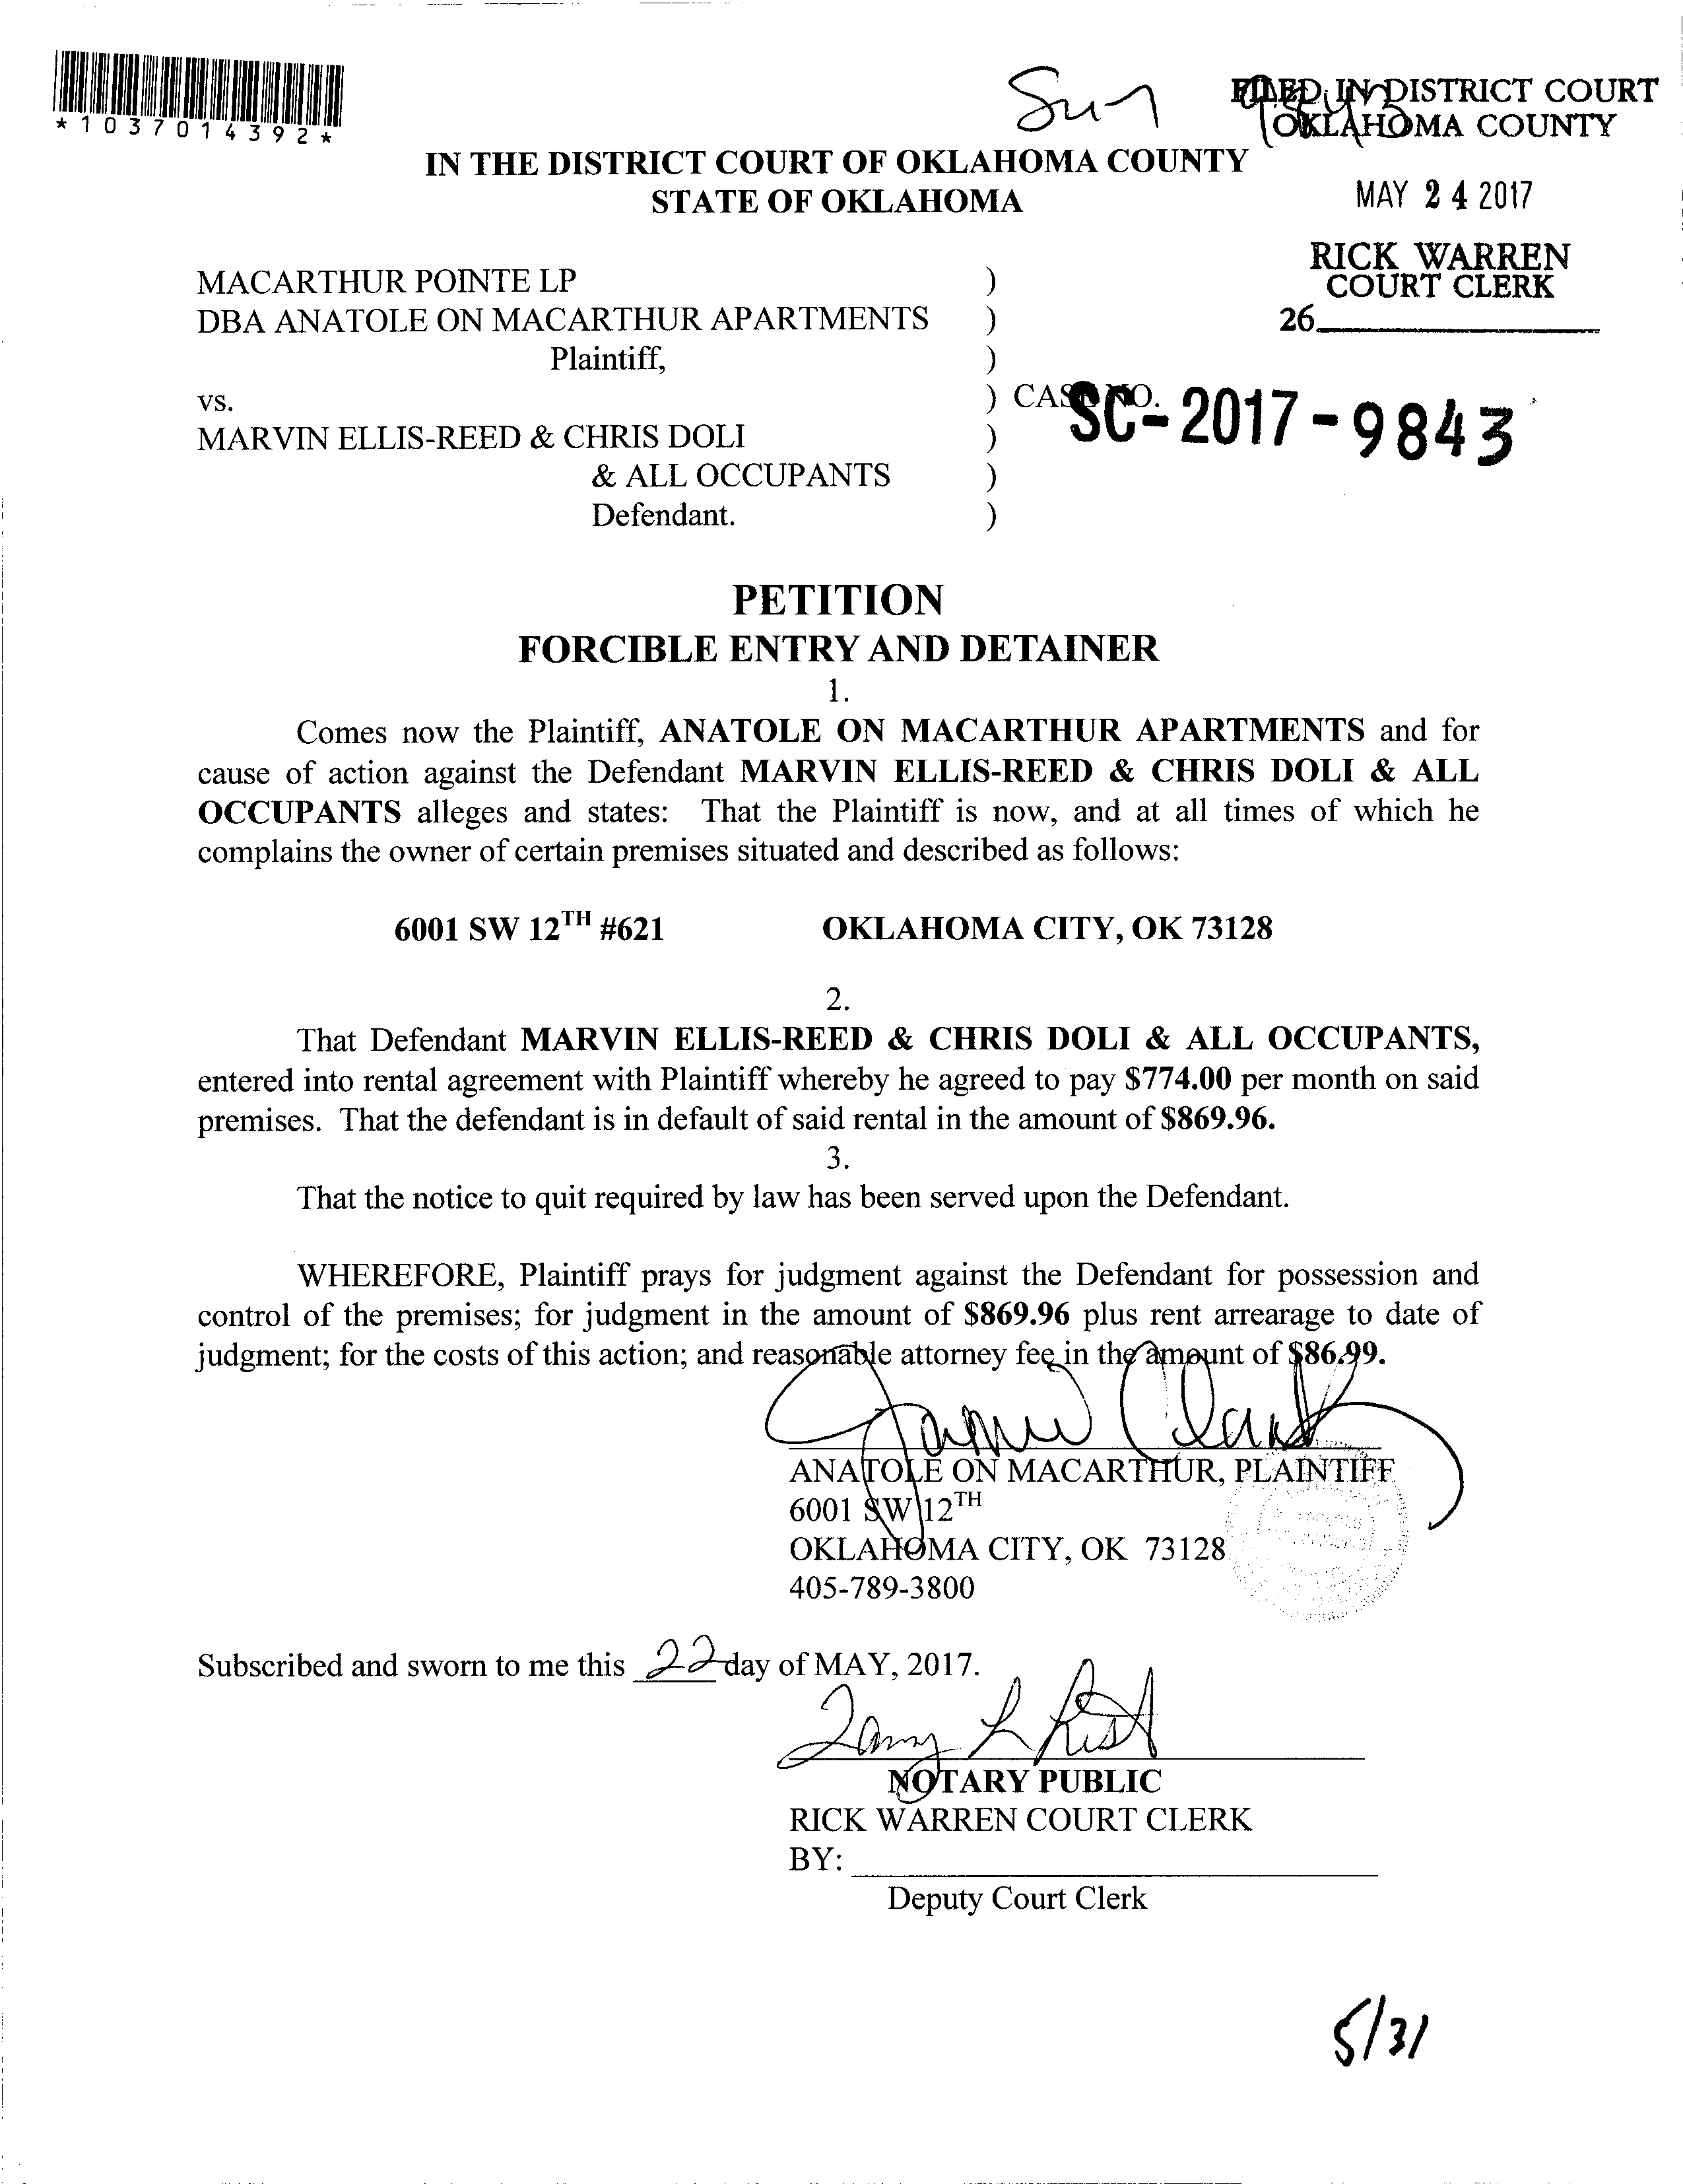 *1037014392*
FILED IN DISTRICT COURT
OKLAHOMA COUNTY
IN THE DISTRICT COURT OF OKLAHOMA COUNTY
STATE OF OKLAHOMA
MAY 24 2017
RICK WARREN
COURT CLERK
26
MACARTHUR POINTE LP )
DBA ANATOLE ON MACARTHUR APARTMENTS )
Plaintiff, )
vs. ) CASE NO. SC-2017-9843
MARVIN ELLIS-REED & CHRIS DOLI )
& ALL OCCUPANTS )
Defendant. )
PETITION
FORCIBLE ENTRY AND DETAINER
1.
Comes now the Plaintiff, ANATOLE ON MACARTHUR APARTMENTS and for
cause of action against the Defendant MARVIN ELLIS-REED & CHRIS DOLI & ALL
OCCUPANTS alleges and states: That the Plaintiff is now, and at all times of which he
complains the owner of certain premises situated and described as follows:
6001 SW 12TH #621 OKLAHOMA CITY, OK 73128
2.
That Defendant MARVIN ELLIS-REED & CHRIS DOLI & ALL OCCUPANTS,
entered into rental agreement with Plaintiff whereby he agreed to pay $774.00 per month on said
premises. That the defendant is in default of said rental in the amount of $869.96.
3.
That the notice to quit required by law has been served upon the Defendant.
WHEREFORE, Plaintiff prays for judgment against the Defendant for possession and
control of the premises; for judgment in the amount of $869.96 plus rent arrearage to date of
judgment; for the costs of this action; and reasonable attorney fee in the amount of $86.99.
Clark
ANATOLE ON MACARTHUR, PLAINTIFF
6001 SW 12TH
OKLAHOMA CITY, OK 73128
405-789-3800
Subscribed and sworn to me this 22 day of MAY, 2017.
NOTARY PUBLIC
RICK WARREN COURT CLERK
BY:
Deputy Court Clerk
5/31